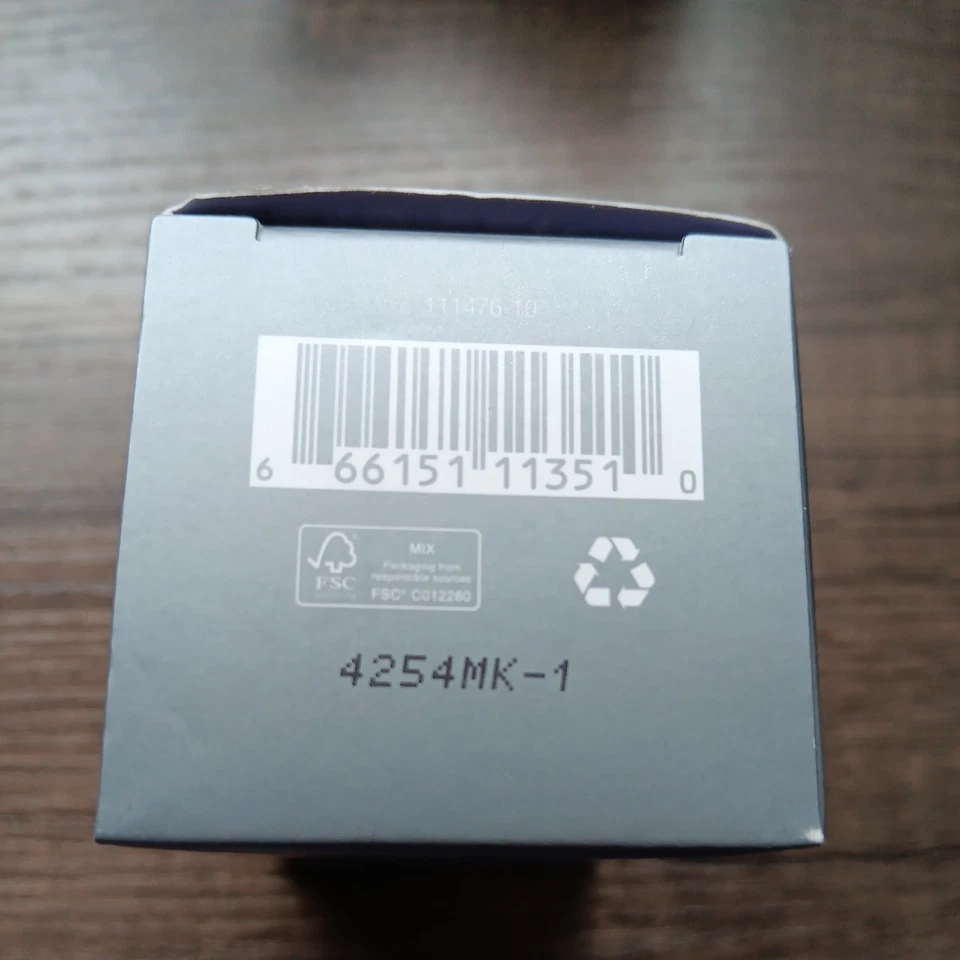 111476-10
6 66151 11351 0
FSC
MIX
Packaging from
responsible sources
FSC® C012260
4254MK-1